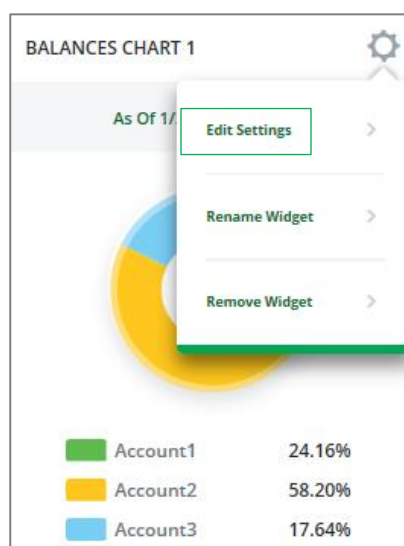 BALANCES CHART 1
As Of 1/
Edit Settings
Rename Widget
Remove Widget
Account1 24.16%
Account2 58.20%
Account3 17.64%